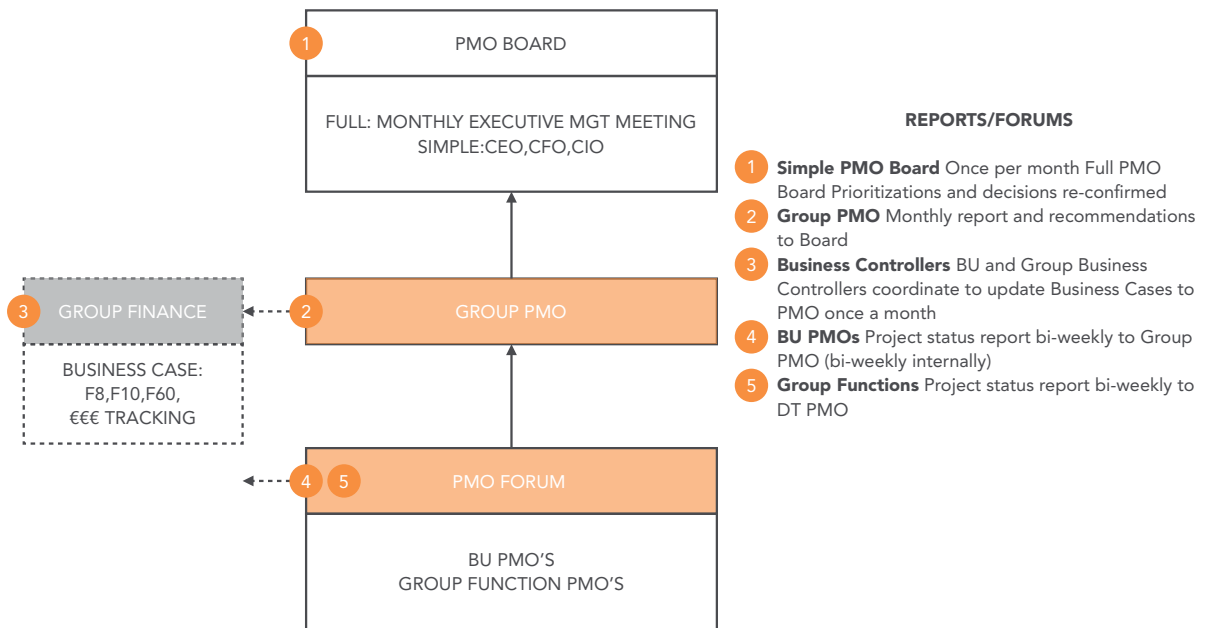 1
PMO BOARD
FULL: MONTHLY EXECUTIVE MGT MEETING
SIMPLE:CEO,CFO,CIO
3
GROUP FINANCE
BUSINESS CASE:
F8,F10,F60,
€€€ TRACKING
2
GROUP PMO
4
5
PMO FORUM
BU PMO’S
GROUP FUNCTION PMO’S
REPORTS/FORUMS
1 Simple PMO Board Once per month Full PMO
Board Prioritizations and decisions re-confirmed
2 Group PMO Monthly report and recommendations
to Board
3 Business Controllers BU and Group Business
Controllers coordinate to update Business Cases to
PMO once a month
4 BU PMOs Project status report bi-weekly to Group
PMO (bi-weekly internally)
5 Group Functions Project status report bi-weekly to
DT PMO